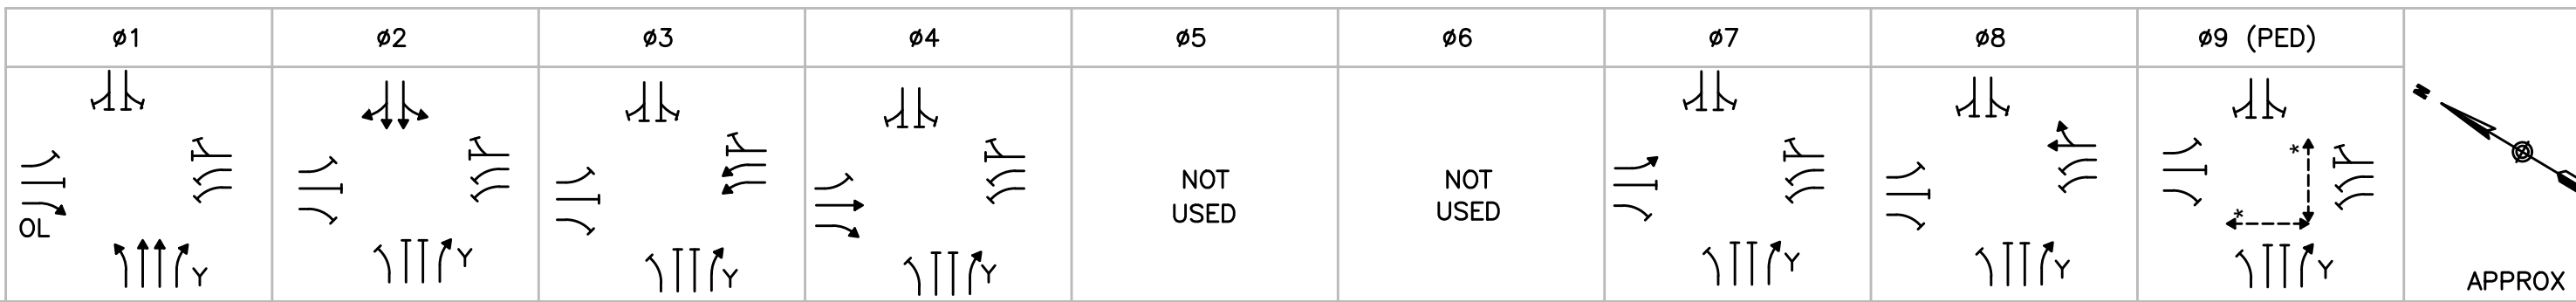 ø1
ø2
ø3
ø4
ø5
ø6
ø7
ø8
ø9 (PED)
OL
Y
Y
Y
Y
NOT
USED
NOT
USED
Y
Y
*
*
Y
N
APPROX